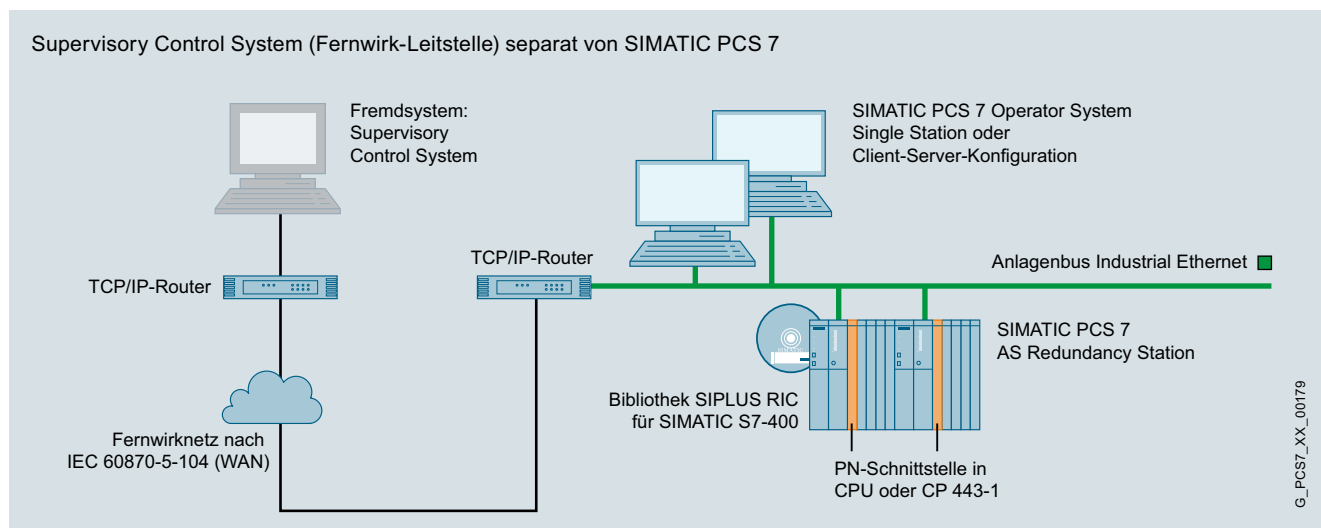 Supervisory Control System (Fernwirk-Leitstelle) separat von SIMATIC PCS 7
Fremdsystem:
Supervisory
Control System
SIMATIC PCS 7 Operator System
Single Station oder
Client-Server-Konfiguration
TCP/IP-Router
TCP/IP-Router
Anlagenbus Industrial Ethernet
SIMATIC PCS 7
AS Redundancy Station
Bibliothek SIPLUS RIC
für SIMATIC S7-400
Fernwirknetz nach
IEC 60870-5-104 (WAN)
PN-Schnittstelle in
CPU oder CP 443-1
G_PCS7_XX_00179